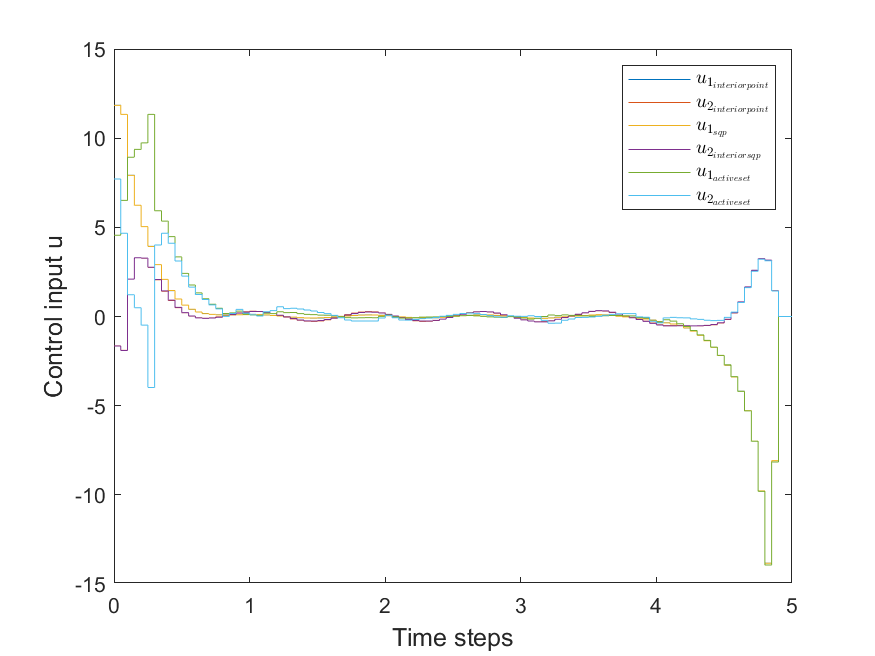 15
10
5
0
-5
-10
-15
0 1 2 3 4 5
Control input u
Time steps
u1interiorpoint
u2interiorpoint
u1sqp
u2interiorsqp
u1activeset
u2activeset